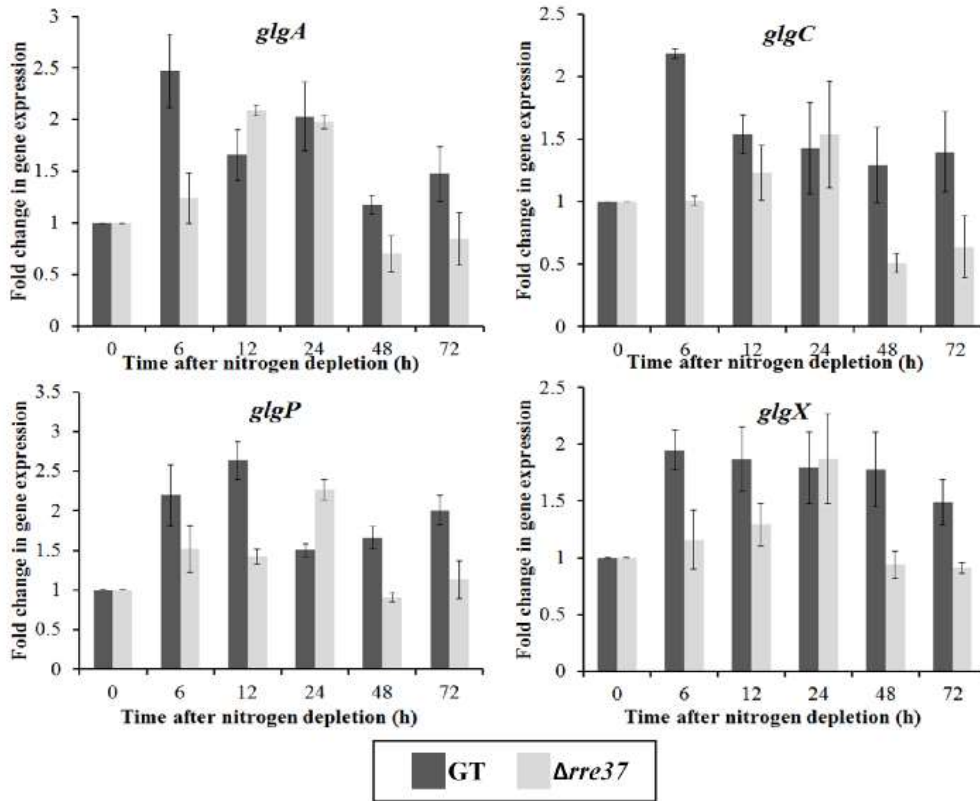 glgA
Fold change in gene expression
3
2.5
2
1.5
1
0.5
0
0 6 12 24 48 72
Time after nitrogen depletion (h)
glgC
Fold change in gene expression
2.5
2
1.5
1
0.5
0
0 6 12 24 48 72
Time after nitrogen depletion (h)
glgP
Fold change in gene expression
3.5
3
2.5
2
1.5
1
0.5
0
0 6 12 24 48 72
Time after nitrogen depletion (h)
glgX
Fold change in gene expression
2.5
2
1.5
1
0.5
0
0 6 12 24 48 72
Time after nitrogen depletion (h)
GT Δrre37